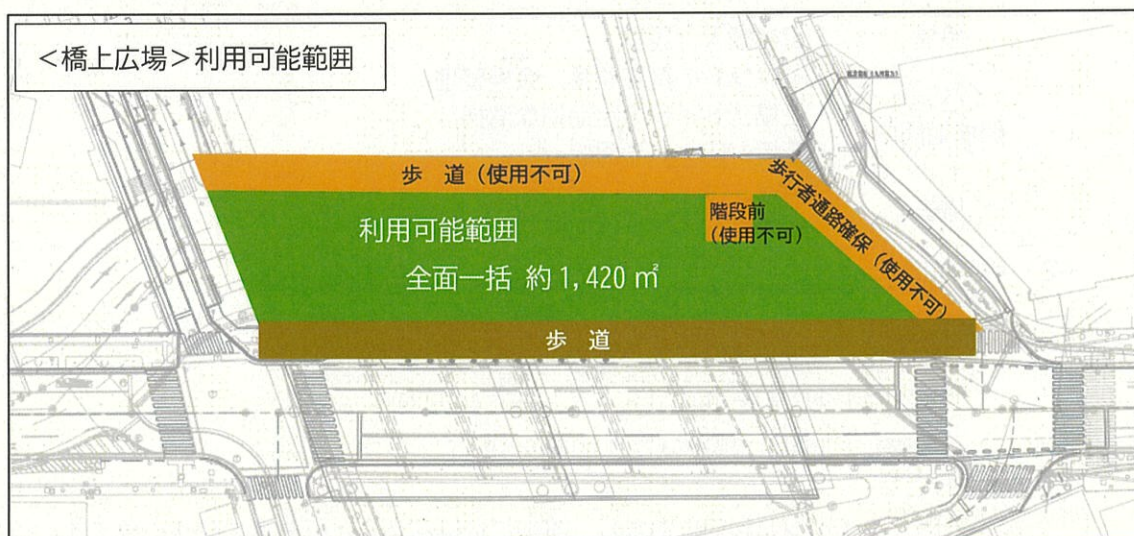 ＜橋上広場＞利用可能範囲
歩 道（使用不可）
歩行者通路確保（使用不可）
階段前
（使用不可）
利用可能範囲
全面一括 約1,420 ㎡
歩 道